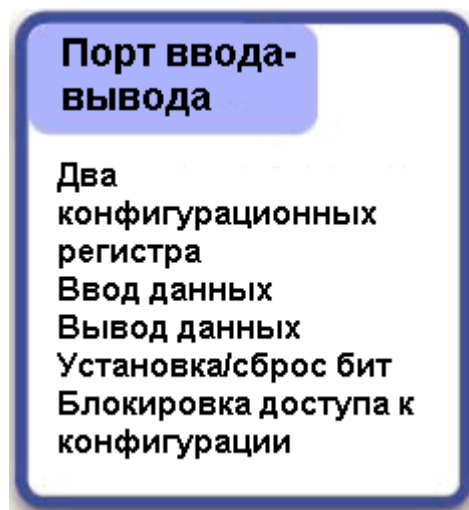 Порт ввода-
вывода
Два
конфигурационных
регистра
Ввод данных
Вывод данных
Установка/сброс бит
Блокировка доступа к
конфигурации